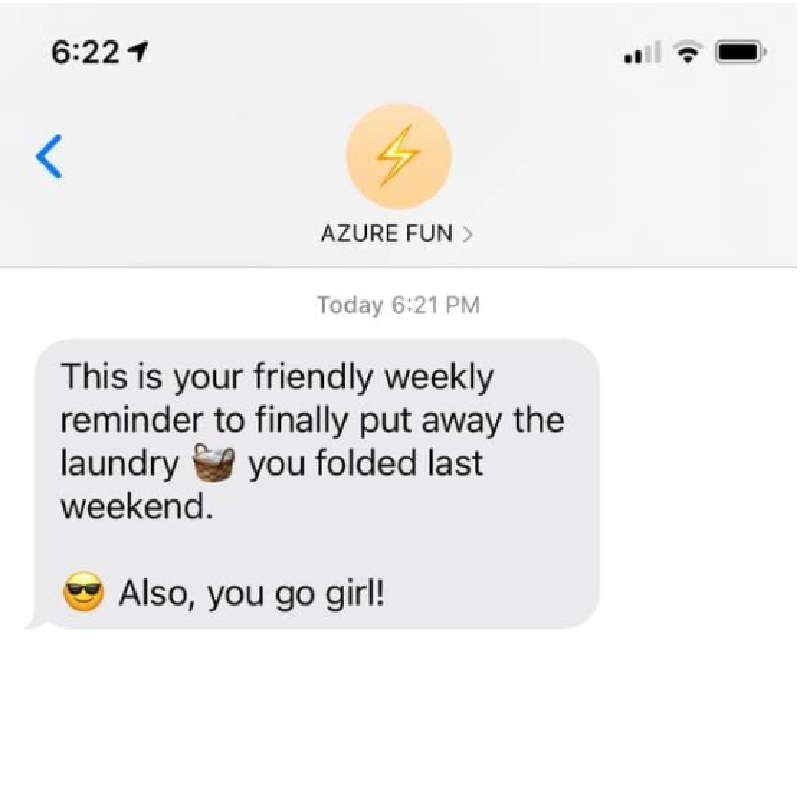 6:22
AZURE FUN >
Today 6:21 PM
This is your friendly weekly
reminder to finally put away the
laundry 🧺 you folded last
weekend.
😎 Also, you go girl!